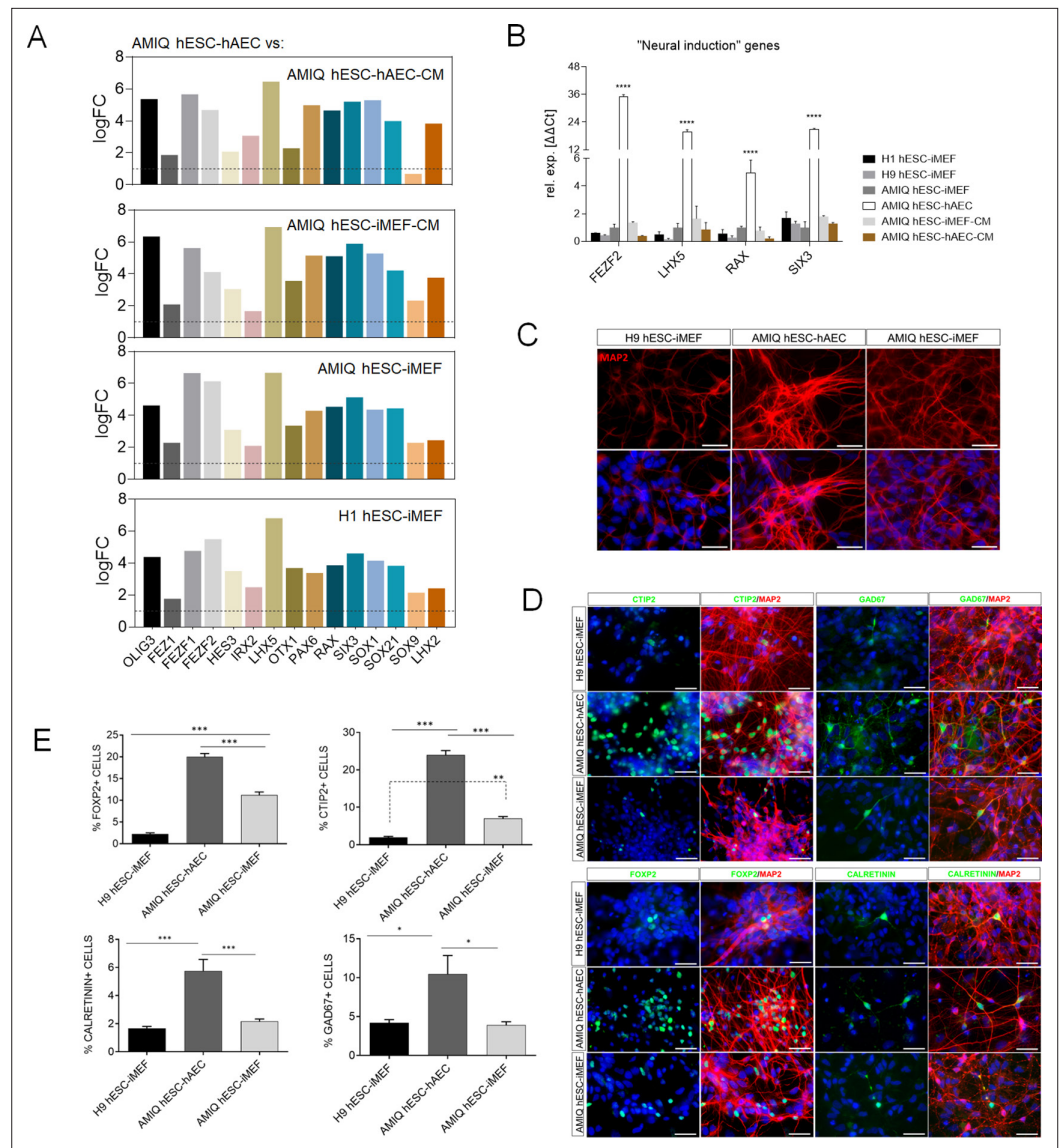 A
AMIQ hESC-hAEC vs:
AMIQ hESC-hAEC-CM
8
6
4
2
0
logFC
AMIQ hESC-iMEF-CM
8
6
4
2
0
logFC
AMIQ hESC-iMEF
8
6
4
2
0
logFC
H1 hESC-iMEF
8
6
4
2
0
logFC
OLIG3
FEZ1
FEZF1
FEZF2
HES3
IRX2
LHX5
OTX1
PAX6
RAX
SIX3
SOX1
SOX21
SOX9
LHX2
B
"Neural induction" genes
rel. exp. [ΔΔCt]
48
36
24
12
6
4
2
0
****
****
****
****
FEZF2
LHX5
RAX
SIX3
H1 hESC-iMEF
H9 hESC-iMEF
AMIQ hESC-iMEF
AMIQ hESC-hAEC
AMIQ hESC-iMEF-CM
AMIQ hESC-hAEC-CM
C
H9 hESC-iMEF AMIQ hESC-hAEC AMIQ hESC-iMEF
MAP2
D
CTIP2 CTIP2/MAP2 GAD67 GAD67/MAP2
H9 hESC-iMEF
AMIQ hESC-hAEC
AMIQ hESC-iMEF
FOXP2 FOXP2/MAP2 CALRETININ CALRETININ/MAP2
H9 hESC-iMEF
AMIQ hESC-hAEC
AMIQ hESC-iMEF
E
% FOXP2+ CELLS
25
20
15
10
5
0
***
***
H9 hESC-iMEF
AMIQ hESC-hAEC
AMIQ hESC-iMEF
% CTIP2+ CELLS
30
20
10
0
***
***
**
H9 hESC-iMEF
AMIQ hESC-hAEC
AMIQ hESC-iMEF
% CALRETININ+ CELLS
8
6
4
2
0
***
***
H9 hESC-iMEF
AMIQ hESC-hAEC
AMIQ hESC-iMEF
% GAD67+ CELLS
15
10
5
0
*
*
H9 hESC-iMEF
AMIQ hESC-hAEC
AMIQ hESC-iMEF